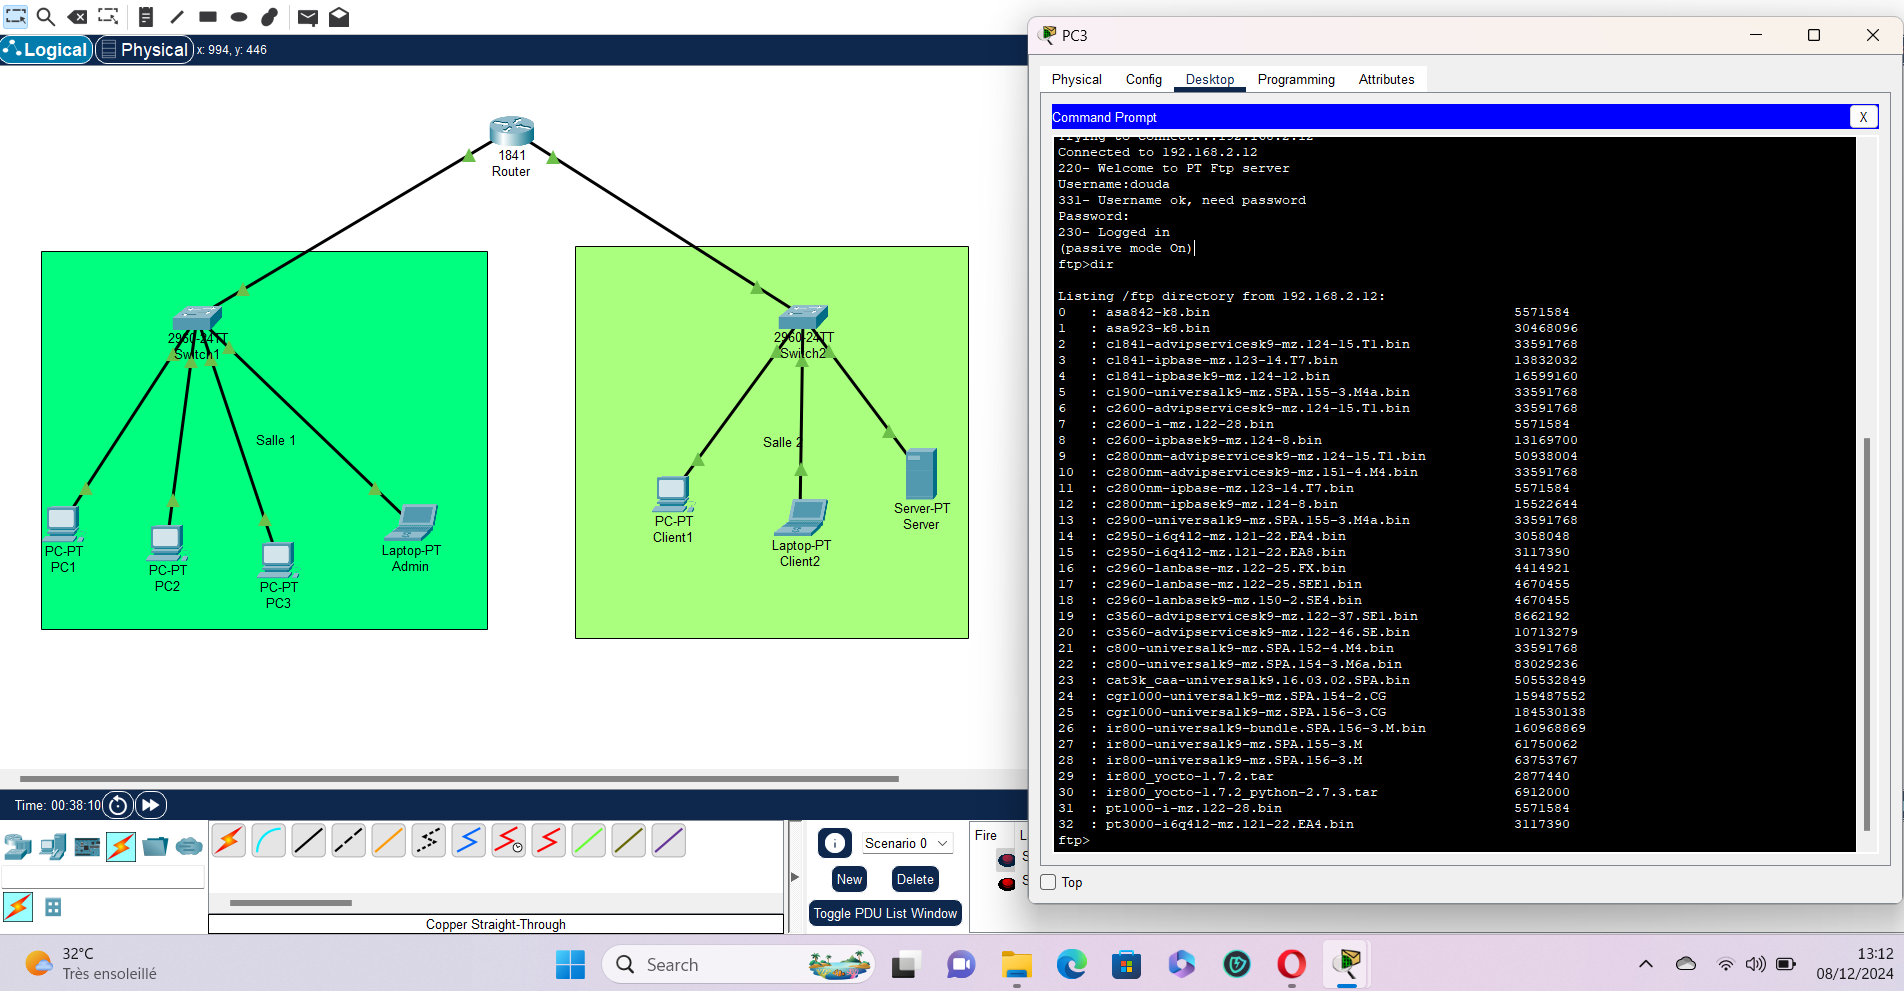 Logical
Physical
x: 994, y: 446
1841
Router
2960-24TT
Switch1
Salle 1
PC-PT
PC1
PC-PT
PC2
PC-PT
PC3
Laptop-PT
Admin
2960-24TT
Switch2
Salle 2
PC-PT
Client1
Laptop-PT
Client2
Server-PT
Server
PC3
Physical Config Desktop Programming Attributes
Command Prompt
X
Trying to connect...192.168.2.12
Connected to 192.168.2.12
220- Welcome to PT Ftp server
Username:douda
331- Username ok, need password
Password:
230- Logged in
(passive mode On)
ftp>dir
Listing /ftp directory from 192.168.2.12:
0 : asa842-k8.bin 5571584
1 : asa923-k8.bin 30468096
2 : c1841-advipservicesk9-mz.124-15.T1.bin 33591768
3 : c1841-ipbase-mz.123-14.T7.bin 13832032
4 : c1841-ipbasek9-mz.124-12.bin 16599160
5 : c1900-universalk9-mz.SPA.155-3.M4a.bin 33591768
6 : c2600-advipservicesk9-mz.124-15.T1.bin 33591768
7 : c2600-i-mz.122-28.bin 5571584
8 : c2600-ipbasek9-mz.124-8.bin 13169700
9 : c2800nm-advipservicesk9-mz.124-15.T1.bin 50938004
10 : c2800nm-advipservicesk9-mz.151-4.M4.bin 33591768
11 : c2800nm-ipbase-mz.123-14.T7.bin 5571584
12 : c2800nm-ipbasek9-mz.124-8.bin 15522644
13 : c2900-universalk9-mz.SPA.155-3.M4a.bin 33591768
14 : c2950-i6q4l2-mz.121-22.EA4.bin 3058048
15 : c2950-i6q4l2-mz.121-22.EA8.bin 3117390
16 : c2960-lanbase-mz.122-25.FX.bin 4414921
17 : c2960-lanbase-mz.122-25.SEE1.bin 4670455
18 : c2960-lanbasek9-mz.150-2.SE4.bin 4670455
19 : c3560-advipservicesk9-mz.122-37.SE1.bin 8662192
20 : c3560-advipservicesk9-mz.122-46.SE.bin 10713279
21 : c800-universalk9-mz.SPA.152-4.M4.bin 33591768
22 : c800-universalk9-mz.SPA.154-3.M6a.bin 83029236
23 : cat3k_caa-universalk9.16.03.02.SPA.bin 505532849
24 : cgr1000-universalk9-mz.SPA.154-2.CG 159487552
25 : cgr1000-universalk9-mz.SPA.156-3.CG 184530138
26 : ir800-universalk9-bundle.SPA.156-3.M.bin 160968869
27 : ir800-universalk9-mz.SPA.155-3.M 61750062
28 : ir800-universalk9-mz.SPA.156-3.M 63753767
29 : ir800_yocto-1.7.2.tar 2877440
30 : ir800_yocto-1.7.2_python-2.7.3.tar 6912000
31 : pt1000-i-mz.122-28.bin 5571584
32 : pt3000-i6q4l2-mz.121-22.EA4.bin 3117390
ftp>
Top
Time: 00:38:10
Copper Straight-Through
Scenario 0
New
Delete
Toggle PDU List Window
Fire L
S
S
32°C
Très ensoleillé
Search
13:12
08/12/2024